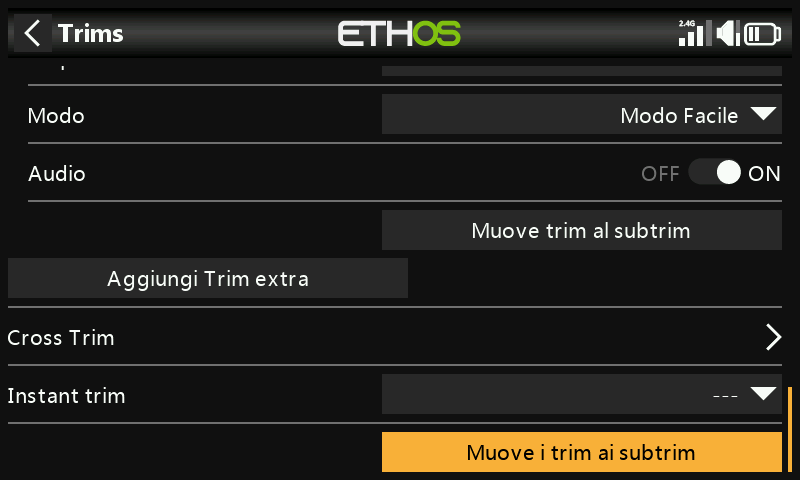 Trims
ETHOS
2.4G
Modo
Modo Facile
Audio
OFF
ON
Muove trim al subtrim
Aggiungi Trim extra
Cross Trim
Instant trim
---
Muove i trim ai subtrim